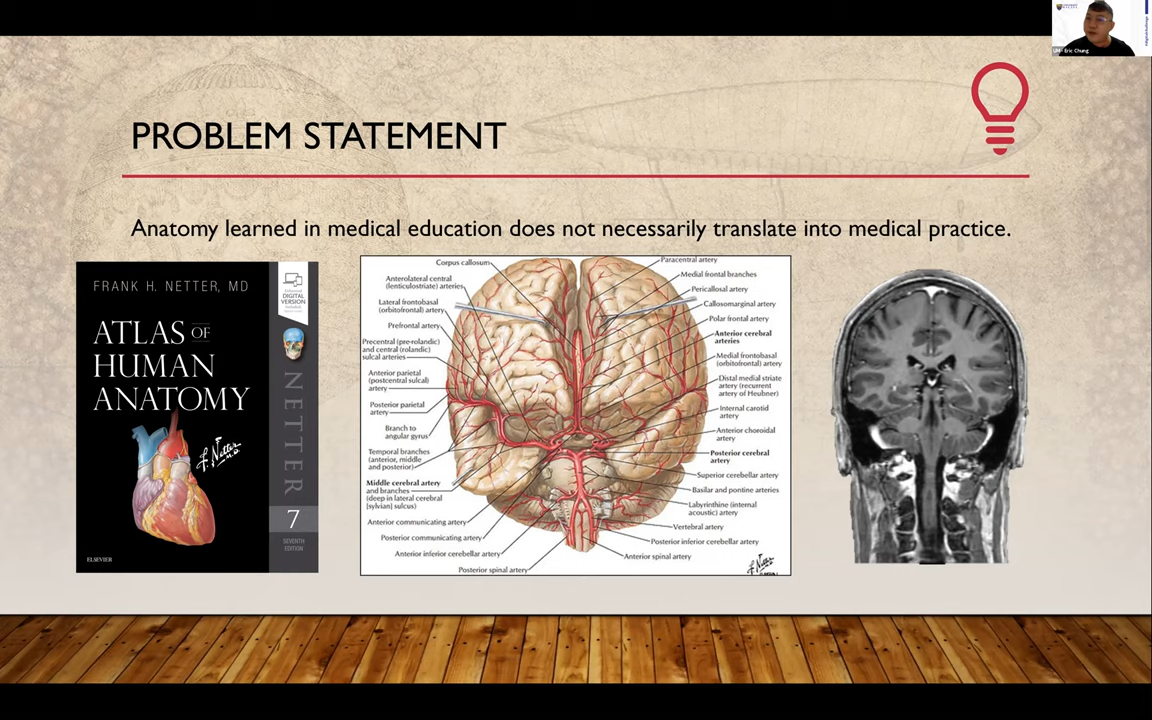 UM - Eric Chung
PROBLEM STATEMENT
Anatomy learned in medical education does not necessarily translate into medical practice.
FRANK H. NETTER, MD
ATLAS OF
HUMAN
ANATOMY
F. Netter
M.D.
ELSEVIER
DIGITAL
VERSION
NETTER
7
SEVENTH
EDITION
Corpus callosum
Anterolateral central
(lenticulostriate) arteries
Lateral frontobasal
(orbitofrontal) artery
Prefrontal artery
Precentral (pre-rolandic)
and central (rolandic)
sulcal arteries
Anterior parietal
(postcentral sulcal)
artery
Posterior parietal
artery
Branch to
angular gyrus
Temporal branches
(anterior, middle
and posterior)
Middle cerebral artery
and branches
(deep in lateral cerebral
[sylvian] sulcus)
Anterior communicating artery
Posterior communicating artery
Anterior inferior cerebellar artery
Posterior spinal artery
Paracentral artery
Medial frontal branches
Pericallosal artery
Callosomarginal artery
Polar frontal artery
Anterior cerebral
arteries
Medial frontobasal
(orbitofrontal) artery
Distal medial striate
artery (recurrent
artery of Heubner)
Internal carotid
artery
Anterior choroidal
artery
Posterior cerebral
artery
Superior cerebellar artery
Basilar and pontine arteries
Labyrinthine (internal
acoustic) artery
Vertebral artery
Posterior inferior cerebellar artery
Anterior spinal artery
F. Netter